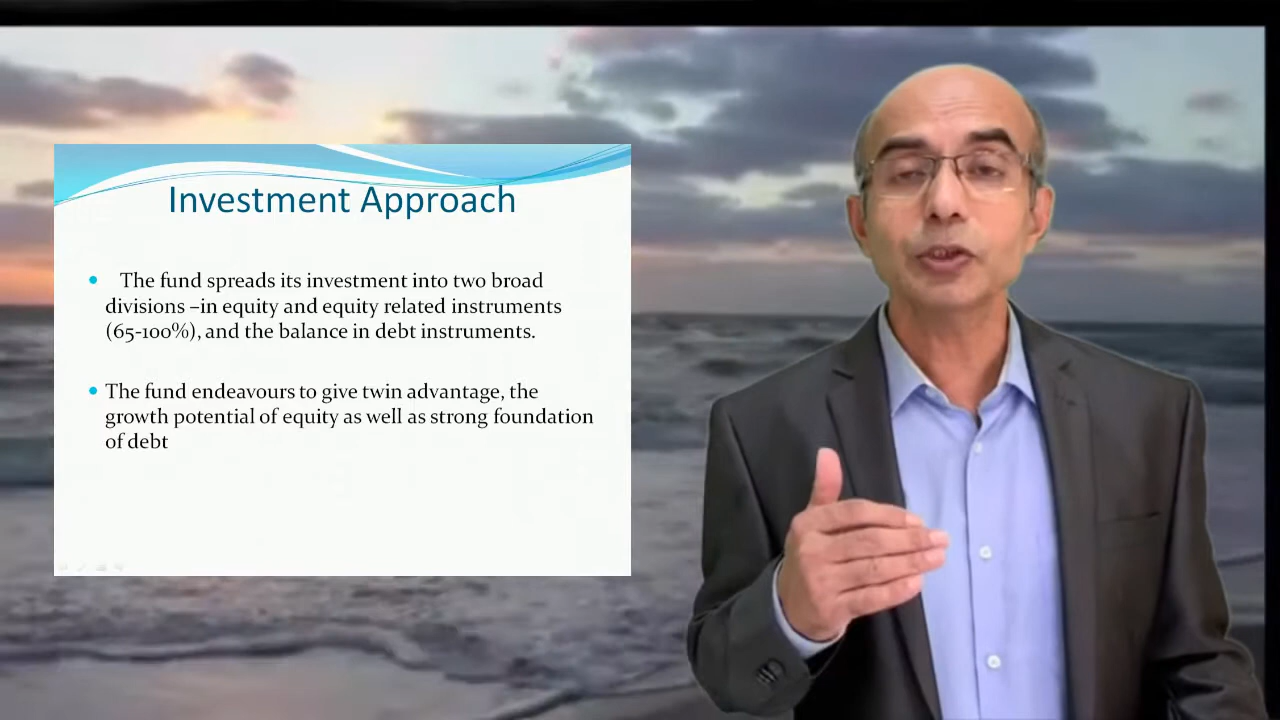 Investment Approach
The fund spreads its investment into two broad
divisions –in equity and equity related instruments
(65-100%), and the balance in debt instruments.
The fund endeavours to give twin advantage, the
growth potential of equity as well as strong foundation
of debt